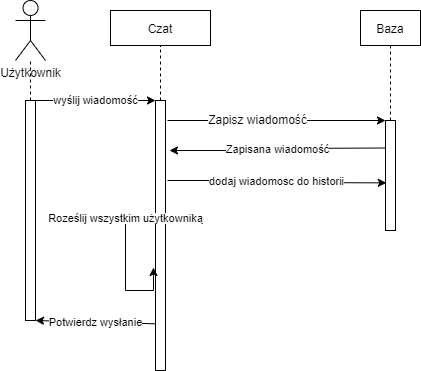 Czat
Baza
Użytkownik
wyślij wiadomość
Zapisz wiadomość
Zapisana wiadomość
dodaj wiadomosc do historii
Roześlij wszystkim użytkowniką
Potwierdz wysłanie